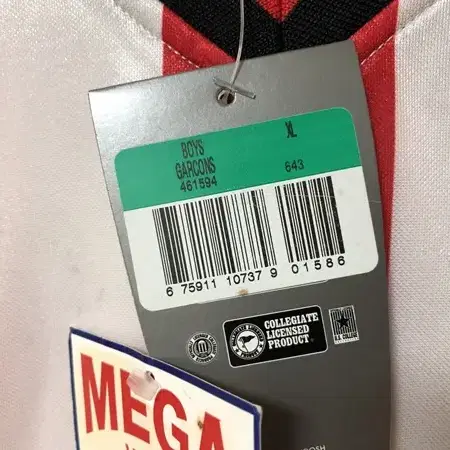 BOYS XL
GARCONS
461594 643
6 75911 10737 9 01586
COLLEGIATE
LICENSED
PRODUCT
MEGA